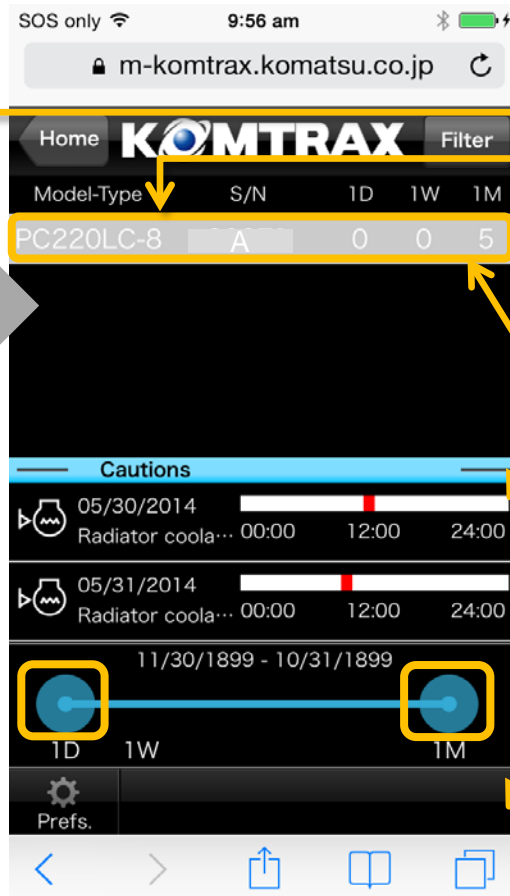 SOS only 9:56 am
m-komtrax.komatsu.co.jp
Home KOMTRAX Filter
Model-Type S/N 1D 1W 1M
PC220LC-8 A 0 0 5
Cautions
05/30/2014
Radiator coola… 00:00 12:00 24:00
05/31/2014
Radiator coola… 00:00 12:00 24:00
11/30/1899 - 10/31/1899
1D 1W 1M
Prefs.